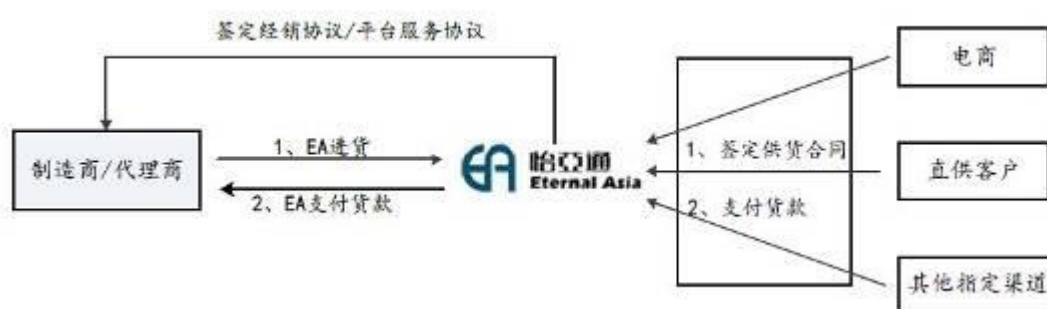 签定经销协议/平台服务协议
电商
制造商/代理商
1、EA进货
2、EA支付货款
EA 怡亞通
Eternal Asia
1、签定供货合同
2、支付货款
直供客户
其他指定渠道